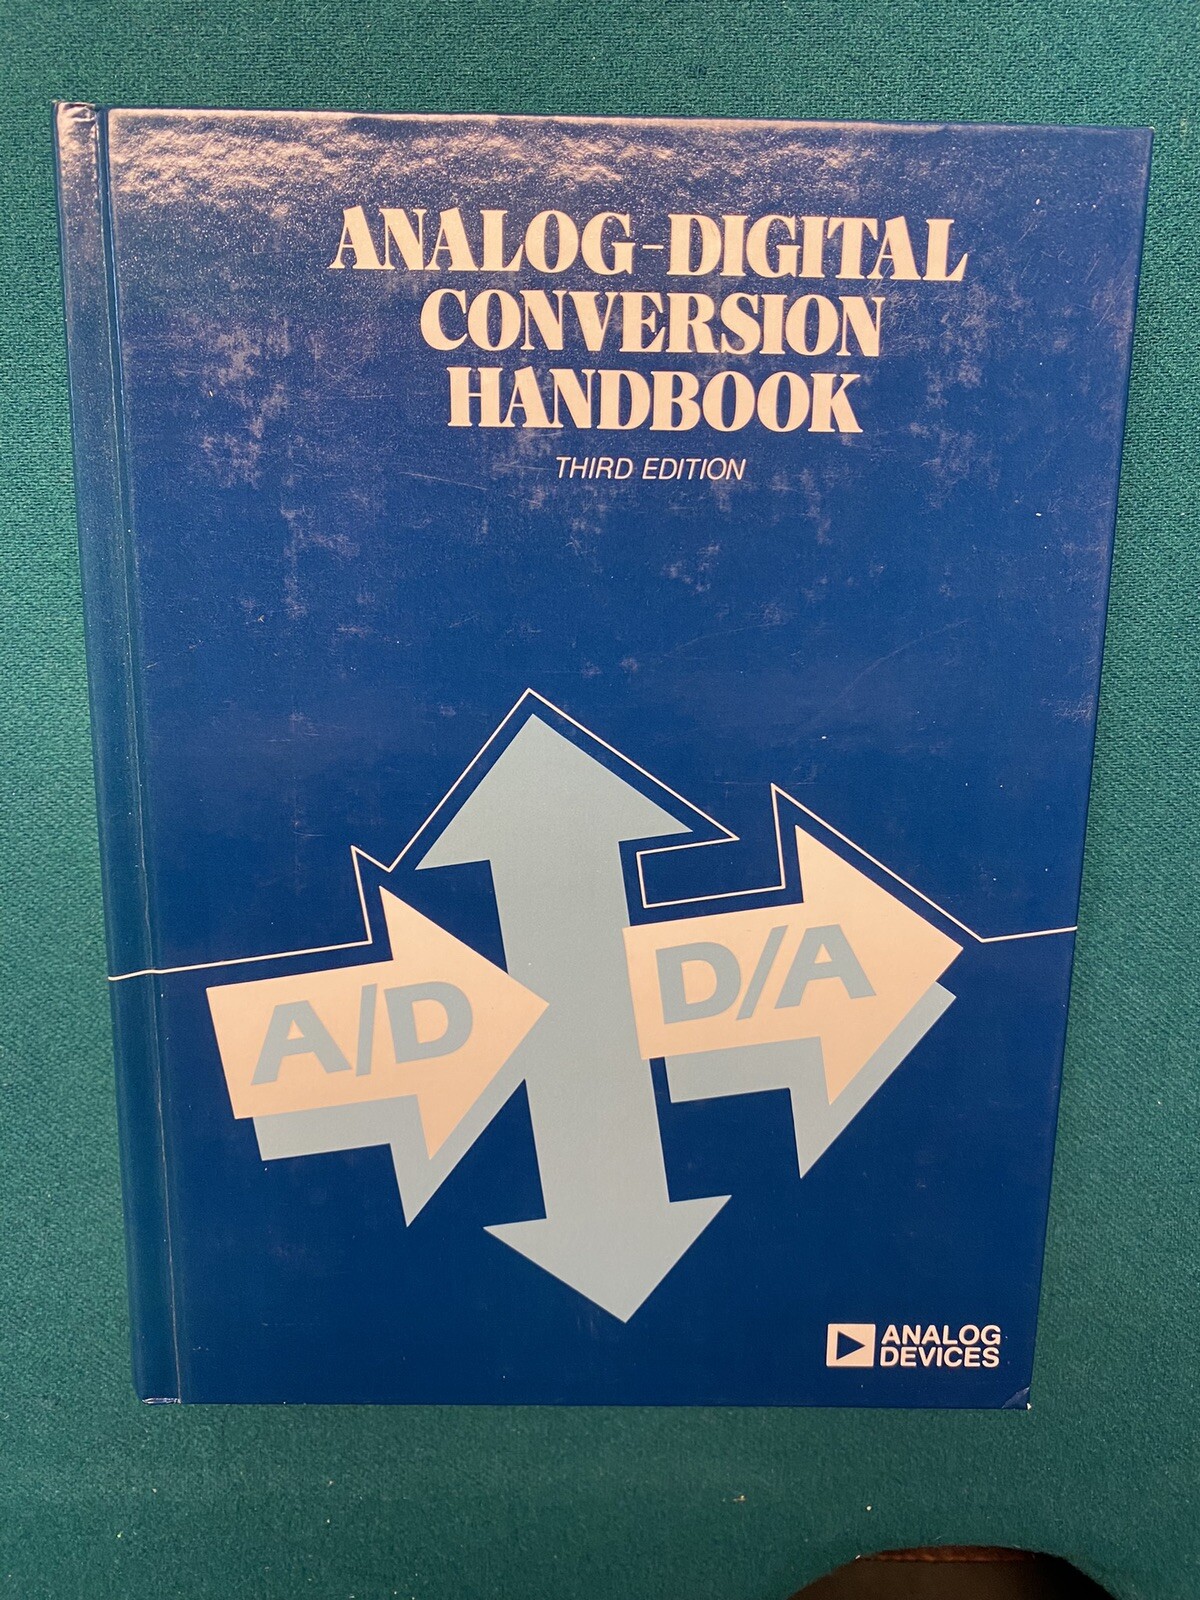 ANALOG-DIGITAL
CONVERSION
HANDBOOK
THIRD EDITION
A/D
D/A
ANALOG
DEVICES